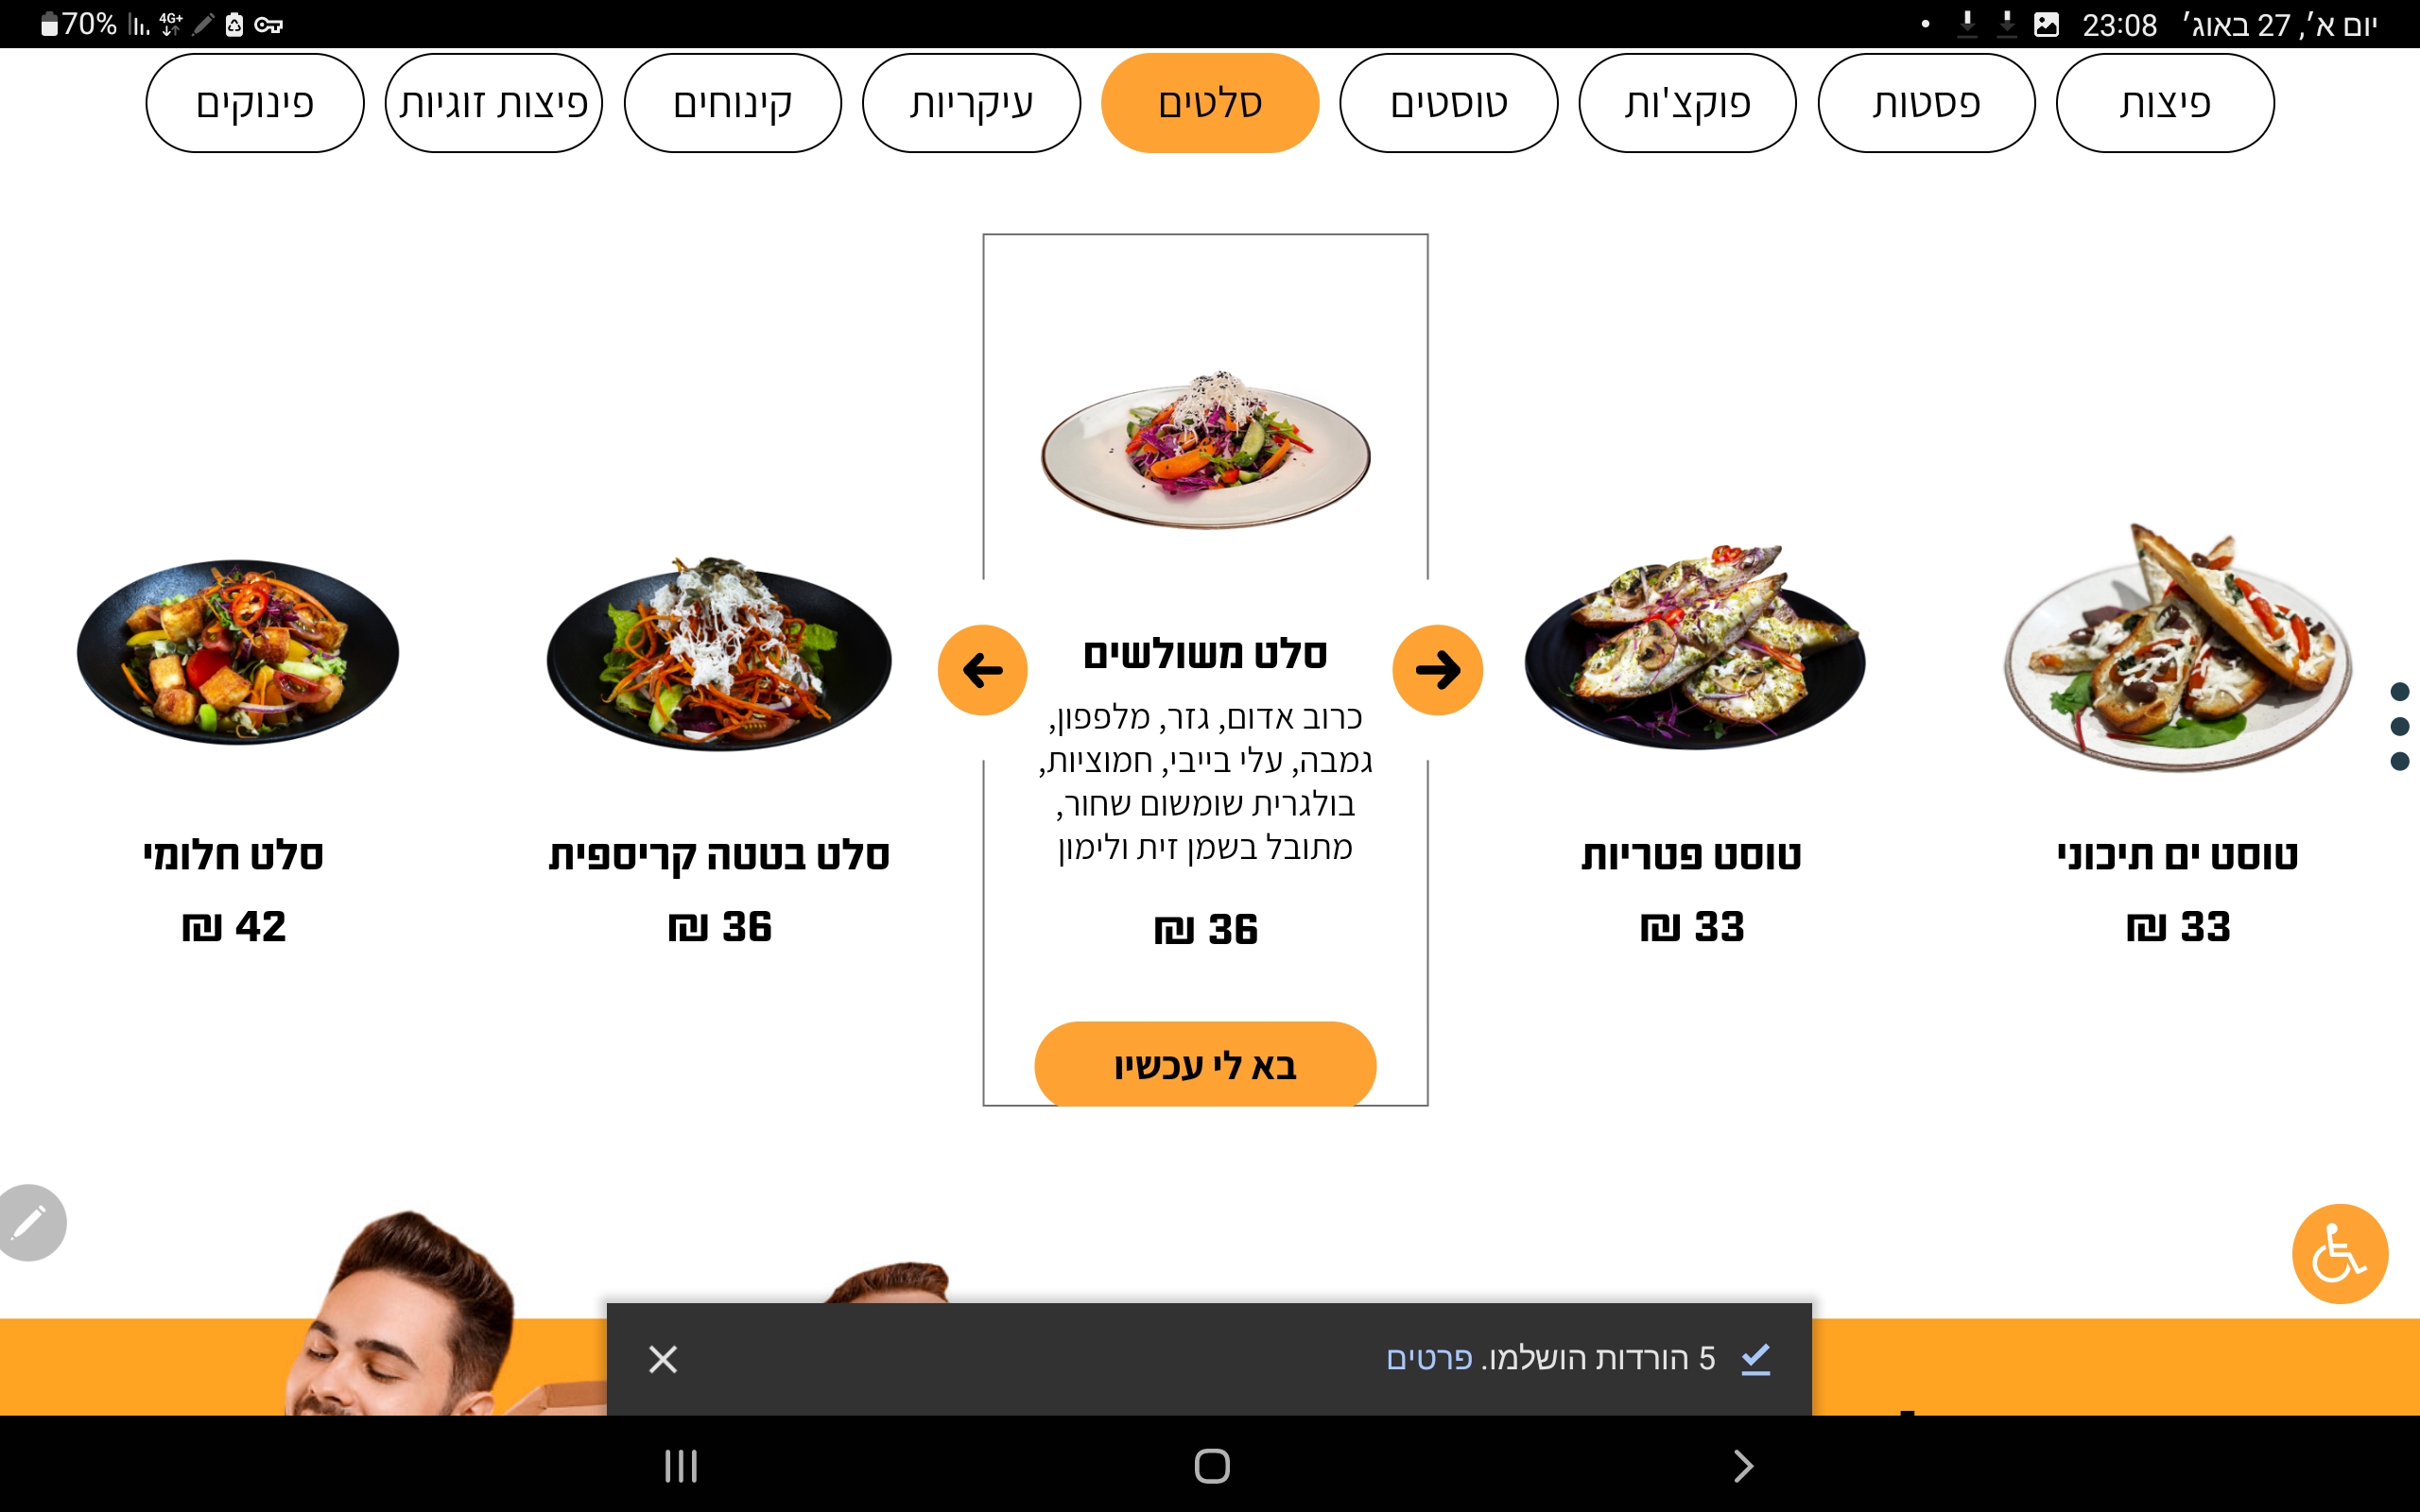 יום א׳, 27 באוג׳ 23:08
4G+ 70%
פיצות
פסטות
פוקצ'ות
טוסטים
סלטים
עיקריות
קינוחים
פיצות זוגיות
פינוקים
טוסט ים תיכוני
33 ₪
טוסט פטריות
33 ₪
סלט משולשים
כרוב אדום, גזר, מלפפון,
גמבה, עלי בייבי, חמוציות,
בולגרית שומשום שחור,
מתובל בשמן זית ולימון
36 ₪
בא לי עכשיו
סלט בטטה קריספית
36 ₪
סלט חלומי
42 ₪
5 הורדות הושלמו. פרטים